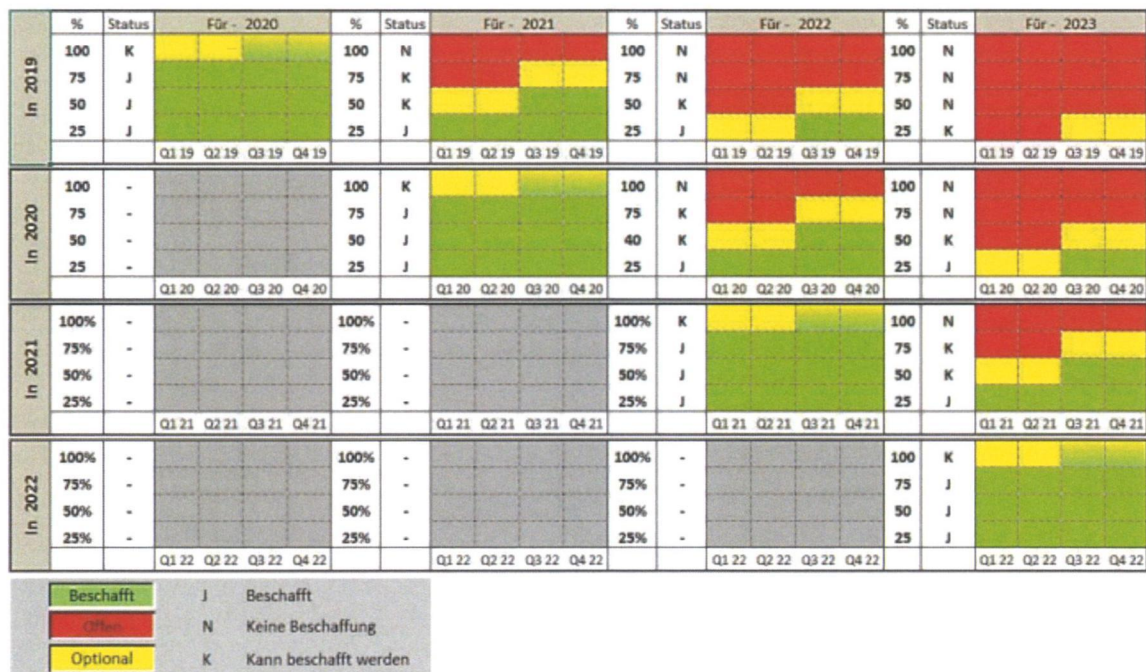 % Status Für - 2020 % Status Für - 2021 % Status Für - 2022 % Status Für - 2023
In 2019
100 K 100 N 100 N 100 N
75 J 75 K 75 N 75 N
50 J 50 K 50 K 50 N
25 J 25 J 25 J 25 K
Q1 19 Q2 19 Q3 19 Q4 19 Q1 19 Q2 19 Q3 19 Q4 19 Q1 19 Q2 19 Q3 19 Q4 19 Q1 19 Q2 19 Q3 19 Q4 19
In 2020
100 - 100 K 100 N 100 N
75 - 75 J 75 K 75 N
50 - 50 J 40 K 50 K
25 - 25 J 25 J 25 J
Q1 20 Q2 20 Q3 20 Q4 20 Q1 20 Q2 20 Q3 20 Q4 20 Q1 20 Q2 20 Q3 20 Q4 20 Q1 20 Q2 20 Q3 20 Q4 20
In 2021
100% - 100% - 100% K 100 N
75% - 75% - 75% J 75 K
50% - 50% - 50% J 50 K
25% - 25% - 25% J 25 J
Q1 21 Q2 21 Q3 21 Q4 21 Q1 21 Q2 21 Q3 21 Q4 21 Q1 21 Q2 21 Q3 21 Q4 21 Q1 21 Q2 21 Q3 21 Q4 21
In 2022
100% - 100% - 100% - 100 K
75% - 75% - 75% - 75 J
50% - 50% - 50% - 50 J
25% - 25% - 25% - 25 J
Q1 22 Q2 22 Q3 22 Q4 22 Q1 22 Q2 22 Q3 22 Q4 22 Q1 22 Q2 22 Q3 22 Q4 22 Q1 22 Q2 22 Q3 22 Q4 22
Beschafft J Beschafft
Offen N Keine Beschaffung
Optional K Kann beschafft werden